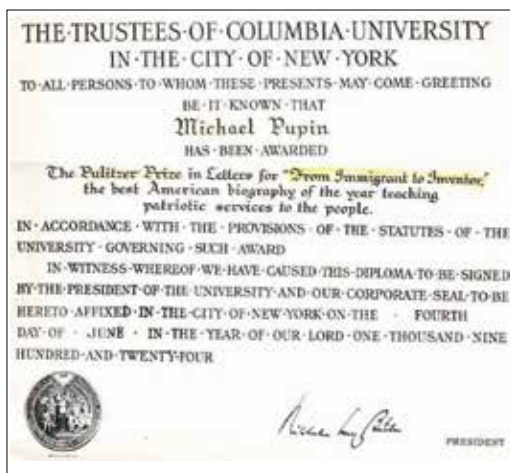 THE·TRUSTEES·OF·COLUMBIA·UNIVERSITY
IN·THE·CITY·OF·NEW·YORK
TO·ALL·PERSONS·TO·WHOM·THESE·PRESENTS·MAY·COME·GREETING
BE·IT·KNOWN·THAT
Michael Pupin
HAS·BEEN·AWARDED
The Pulitzer Prize in Letters for "From Immigrant to Inventor,"
the best American biography of the year teaching
patriotic services to the people.
IN·ACCORDANCE·WITH·THE·PROVISIONS·OF·THE·STATUTES·OF·THE
UNIVERSITY·GOVERNING·SUCH·AWARD
IN·WITNESS·WHEREOF·WE·HAVE·CAUSED·THIS·DIPLOMA·TO·BE·SIGNED
BY·THE·PRESIDENT·OF·THE·UNIVERSITY·AND·OUR·CORPORATE·SEAL·TO·BE
HERETO·AFFIXED·IN·THE·CITY·OF·NEW·YORK·ON·THE · FOURTH
DAY·OF · JUNE · IN·THE·YEAR·OF·OUR·LORD·ONE·THOUSAND·NINE
HUNDRED·AND·TWENTY·FOUR
PRESIDENT